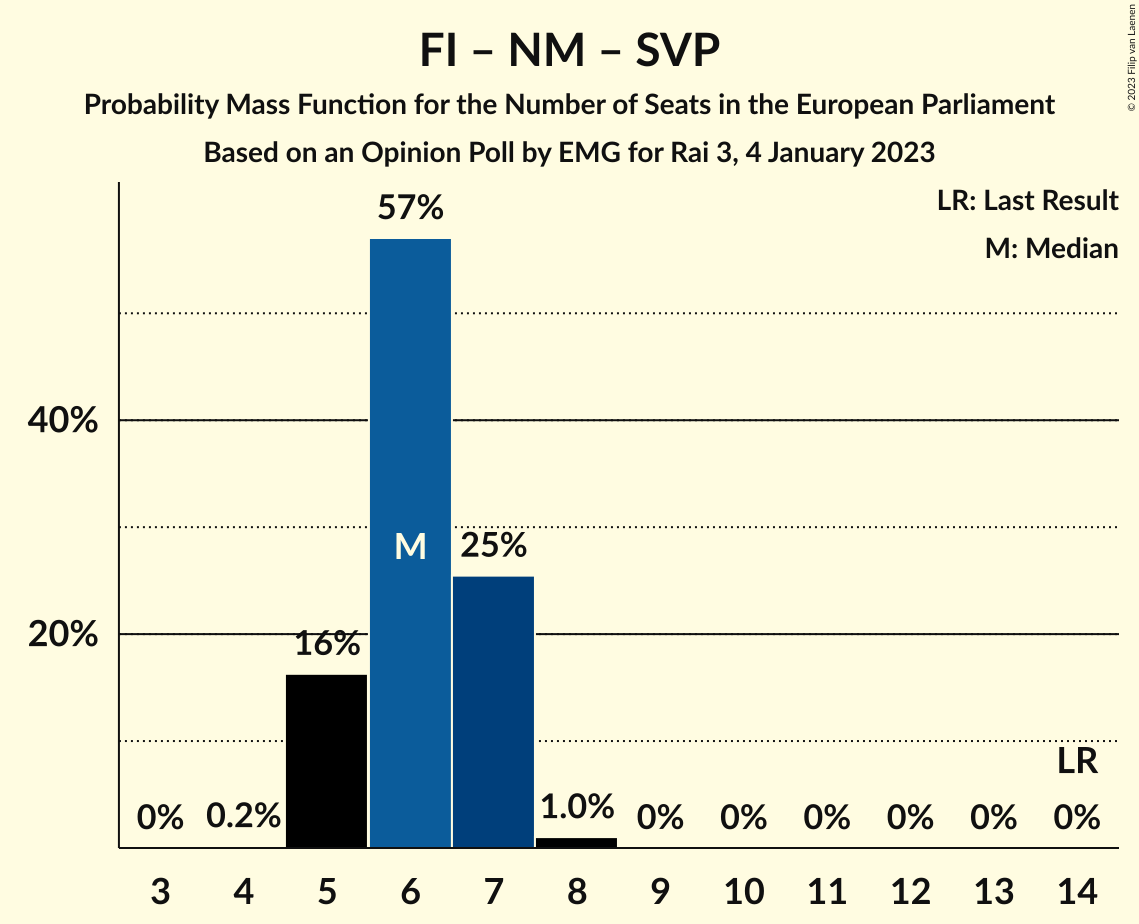 FI – NM – SVP
Probability Mass Function for the Number of Seats in the European Parliament
Based on an Opinion Poll by EMG for Rai 3, 4 January 2023
© 2023 Filip van Laenen
LR: Last Result
M: Median
57%
40%
M
25%
20%
16%
LR
0%
0.2%
1.0%
0%
0%
0%
0%
0%
0%
3 4 5 6 7 8 9 10 11 12 13 14